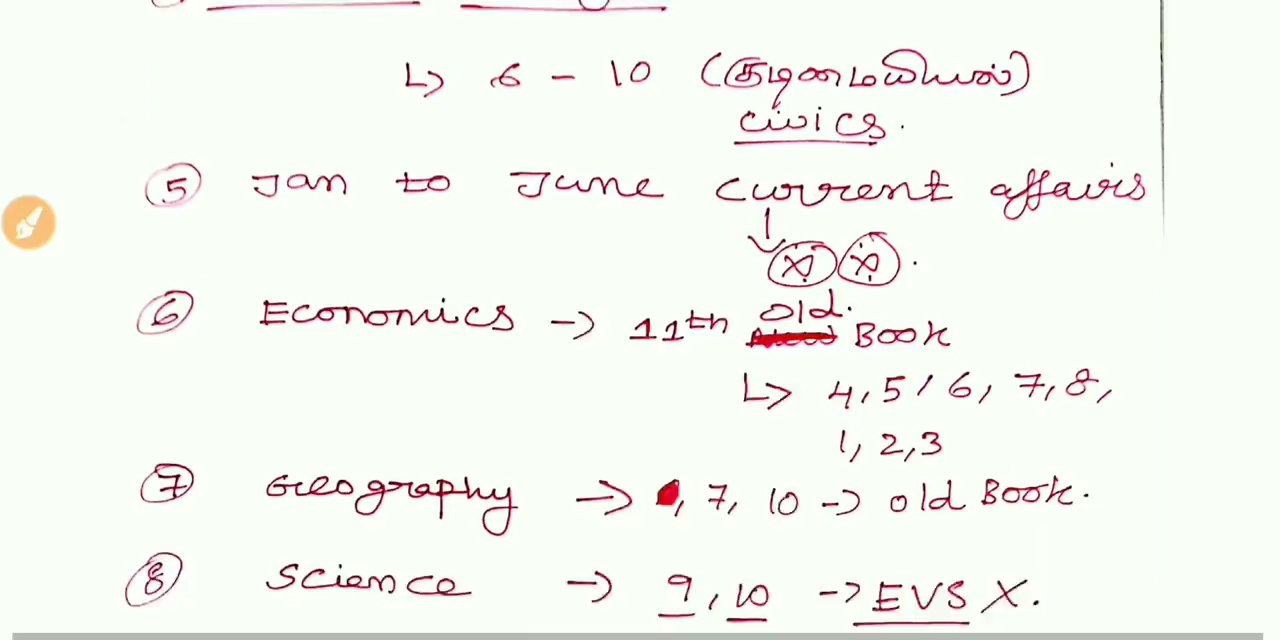 ↳ 6 - 10 (குடிமையியல்)
civics.
⑤ Jan to June current affairs
⑥ Economics -> 11th old. Book
↳ 4, 5 / 6, 7, 8,
1, 2, 3
⑦ Geography -> , 7, 10 -> old Book.
⑧ Science -> 9, 10 -> EVS X.